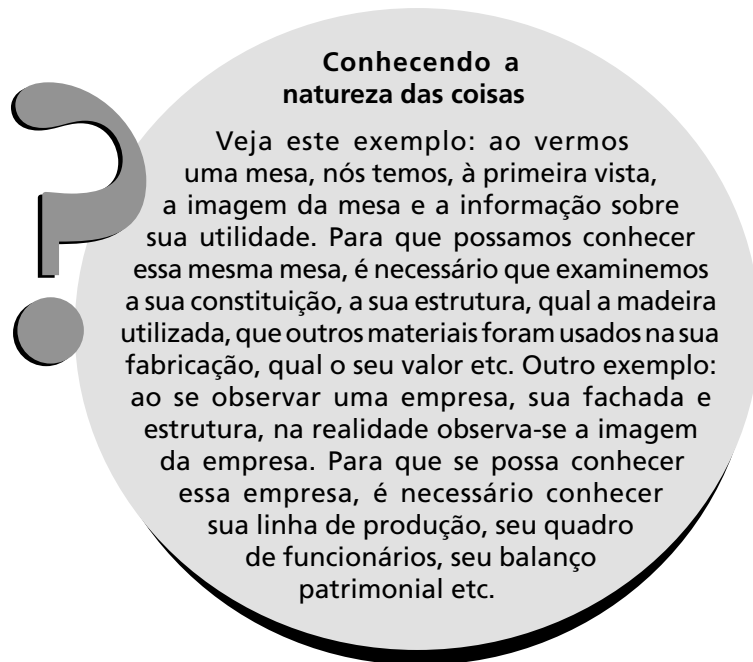 Conhecendo a
natureza das coisas
Veja este exemplo: ao vermos
uma mesa, nós temos, à primeira vista,
a imagem da mesa e a informação sobre
sua utilidade. Para que possamos conhecer
essa mesma mesa, é necessário que examinemos
a sua constituição, a sua estrutura, qual a madeira
utilizada, que outros materiais foram usados na sua
fabricação, qual o seu valor etc. Outro exemplo:
ao se observar uma empresa, sua fachada e
estrutura, na realidade observa-se a imagem
da empresa. Para que se possa conhecer
essa empresa, é necessário conhecer
sua linha de produção, seu quadro
de funcionários, seu balanço
patrimonial etc.
?